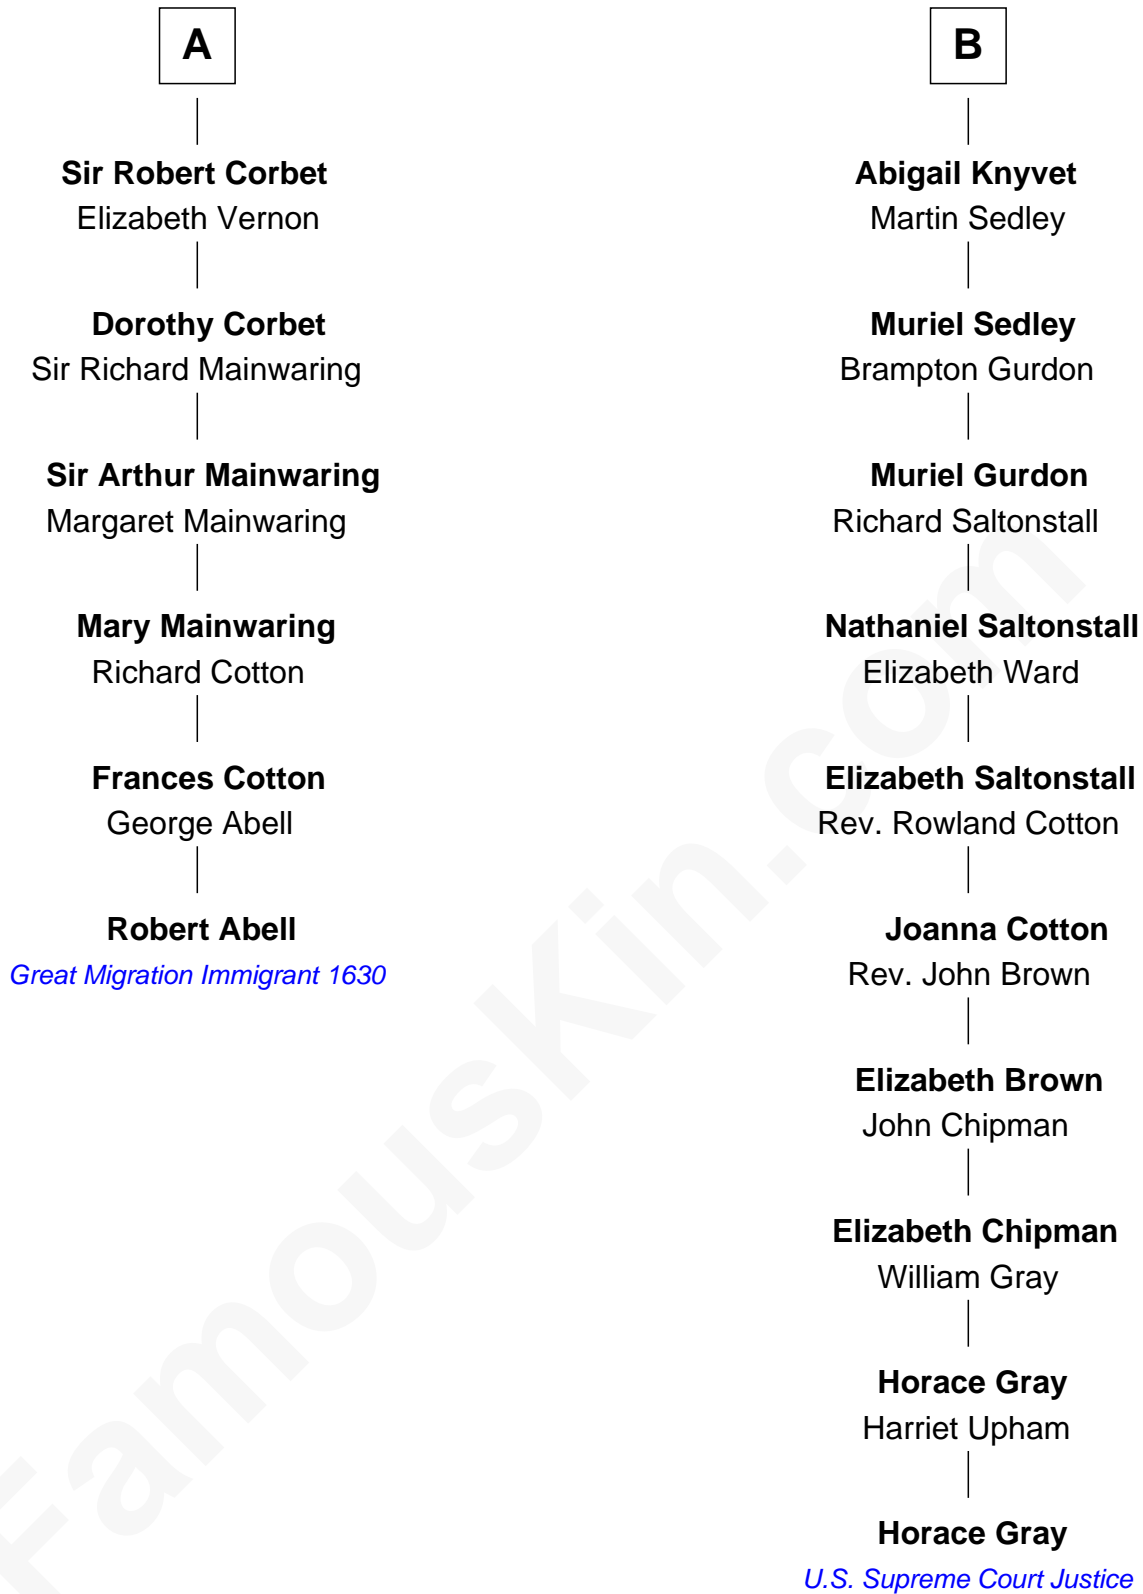 A
Sir Robert Corbet
Elizabeth Vernon
Dorothy Corbet
Sir Richard Mainwaring
Sir Arthur Mainwaring
Margaret Mainwaring
Mary Mainwaring
Richard Cotton
Frances Cotton
George Abell
Robert Abell
Great Migration Immigrant 1630
B
Abigail Knyvet
Martin Sedley
Muriel Sedley
Brampton Gurdon
Muriel Gurdon
Richard Saltonstall
Nathaniel Saltonstall
Elizabeth Ward
Elizabeth Saltonstall
Rev. Rowland Cotton
Joanna Cotton
Rev. John Brown
Elizabeth Brown
John Chipman
Elizabeth Chipman
William Gray
Horace Gray
Harriet Upham
Horace Gray
U.S. Supreme Court Justice
FamousKin.com